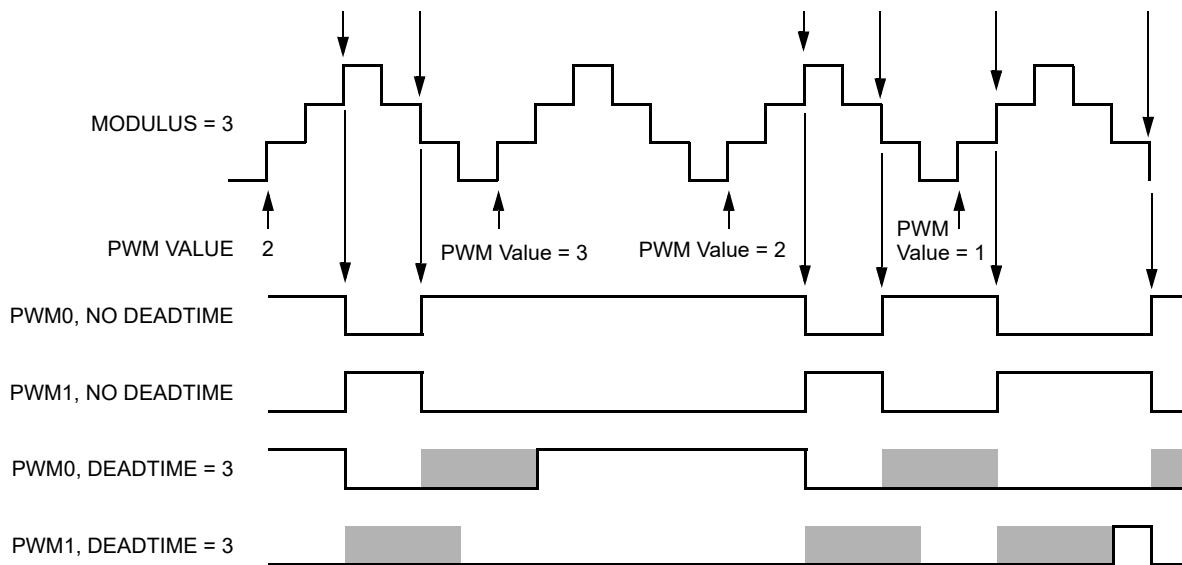 MODULUS = 3
PWM VALUE 2
PWM Value = 3
PWM Value = 2
PWM
Value = 1
PWM0, NO DEADTIME
PWM1, NO DEADTIME
PWM0, DEADTIME = 3
PWM1, DEADTIME = 3